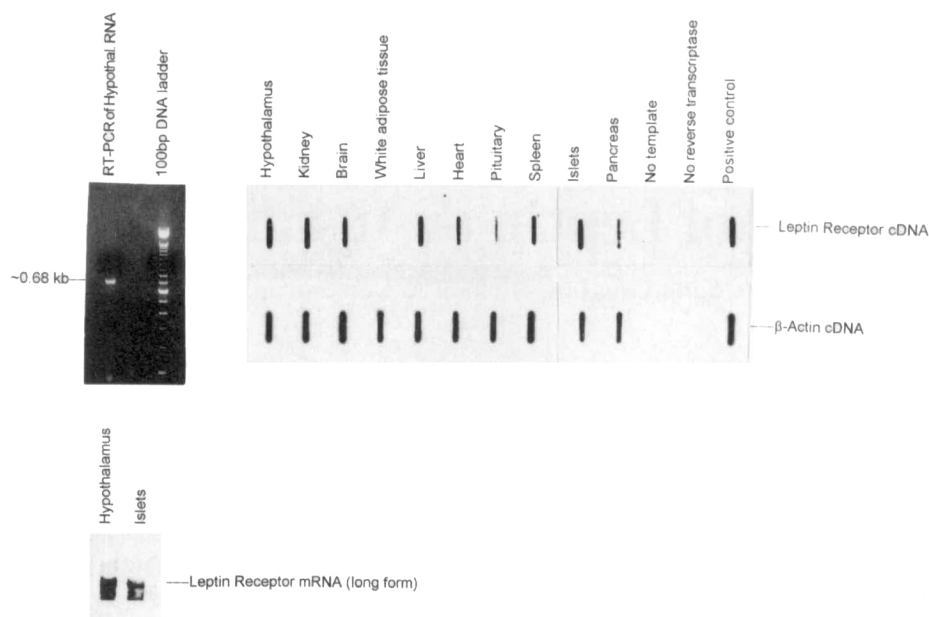 RT-PCR of Hypothal. RNA
100bp DNA ladder
~0.68 kb
Hypothalamus
Kidney
Brain
White adipose tissue
Liver
Heart
Pituitary
Spleen
Islets
Pancreas
No template
No reverse transcriptase
Positive control
Leptin Receptor cDNA
β-Actin cDNA
Hypothalamus
Islets
Leptin Receptor mRNA (long form)